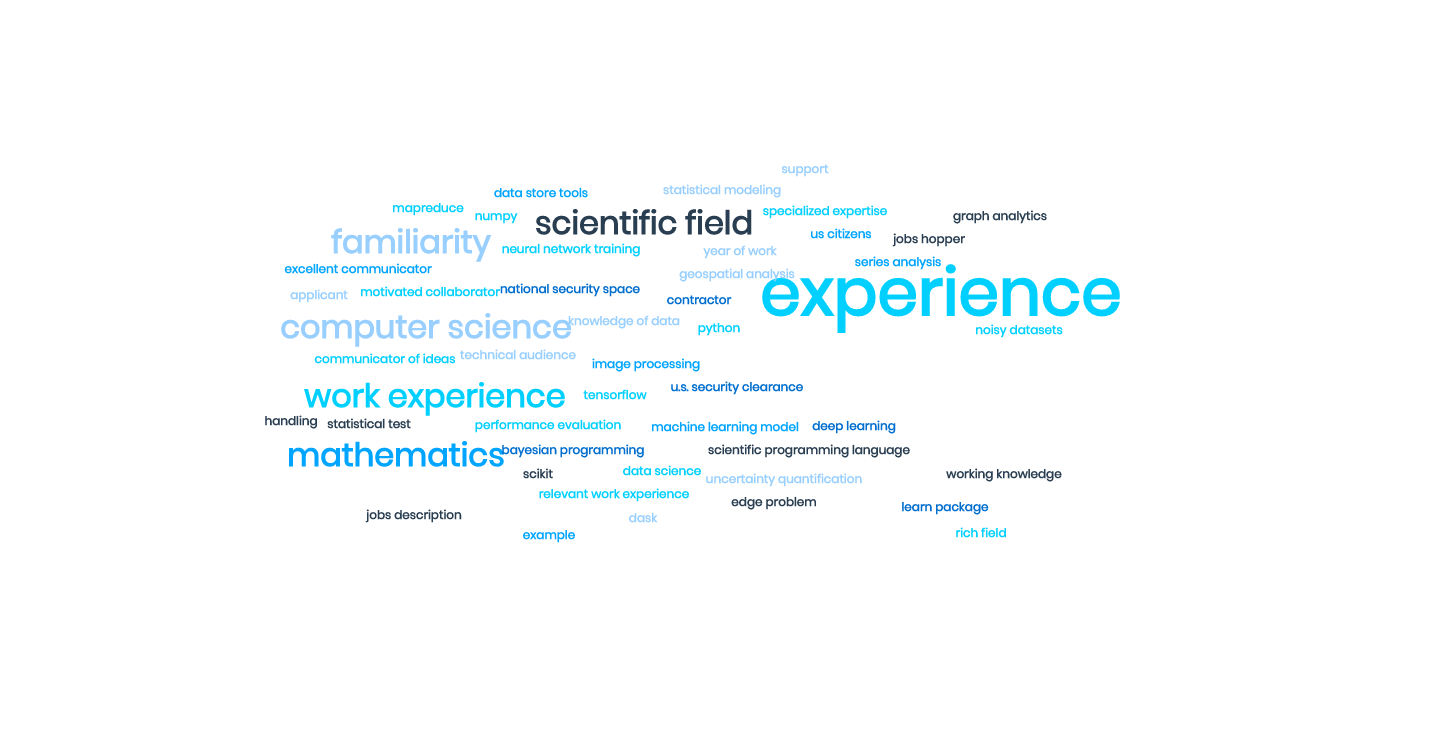 support
statistical modeling
data store tools
mapreduce
numpy
scientific field
specialized expertise
graph analytics
us citizens
jobs hopper
familiarity
neural network training
year of work
series analysis
excellent communicator
geospatial analysis
applicant
motivated collaborator
national security space
contractor
experience
computer science
knowledge of data
python
noisy datasets
communicator of ideas
technical audience
image processing
work experience
tensorflow
u.s. security clearance
handling
statistical test
performance evaluation
machine learning model
deep learning
mathematics
bayesian programming
scientific programming language
scikit
data science
uncertainty quantification
working knowledge
relevant work experience
edge problem
learn package
jobs description
dask
example
rich field